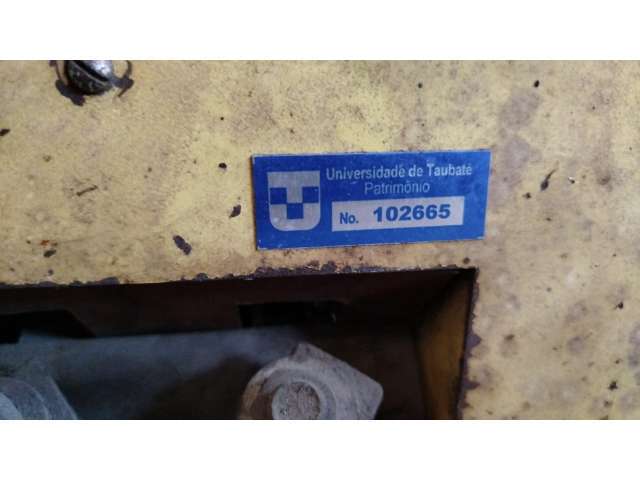 Universidade de Taubaté
Patrimônio
No. 102665